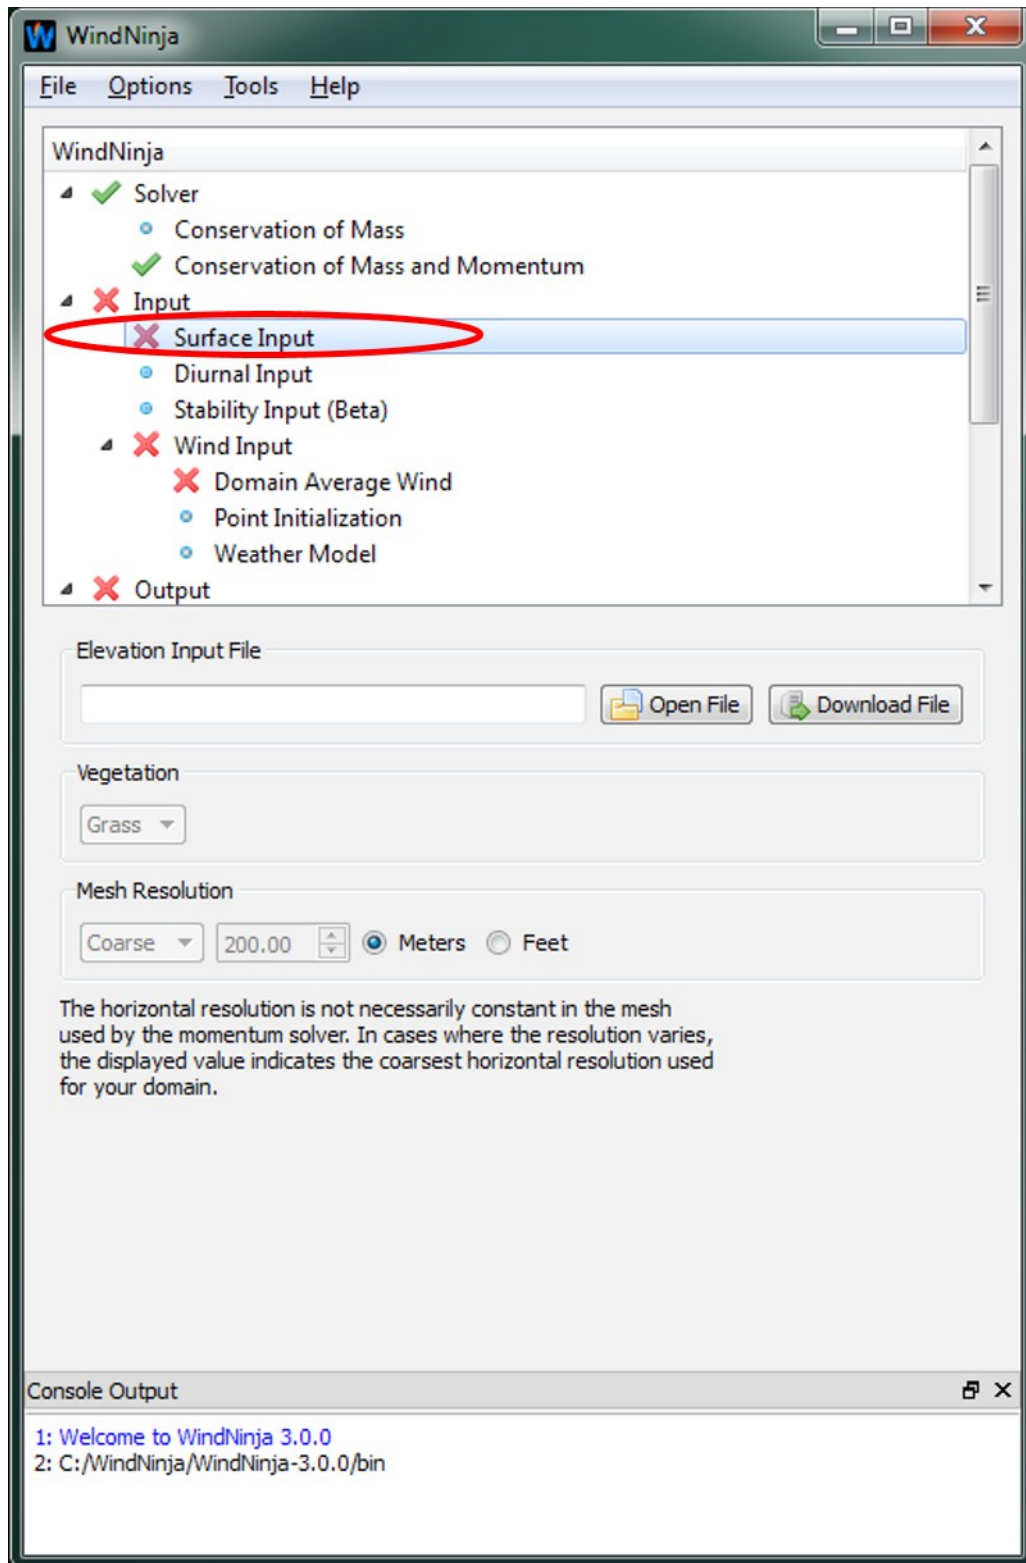 WindNinja
File Options Tools Help
WindNinja
Solver
Conservation of Mass
Conservation of Mass and Momentum
Input
Surface Input
Diurnal Input
Stability Input (Beta)
Wind Input
Domain Average Wind
Point Initialization
Weather Model
Output
Elevation Input File
Open File Download File
Vegetation
Grass
Mesh Resolution
Coarse 200.00 Meters Feet
The horizontal resolution is not necessarily constant in the mesh
used by the momentum solver. In cases where the resolution varies,
the displayed value indicates the coarsest horizontal resolution used
for your domain.
Console Output
1: Welcome to WindNinja 3.0.0
2: C:/WindNinja/WindNinja-3.0.0/bin